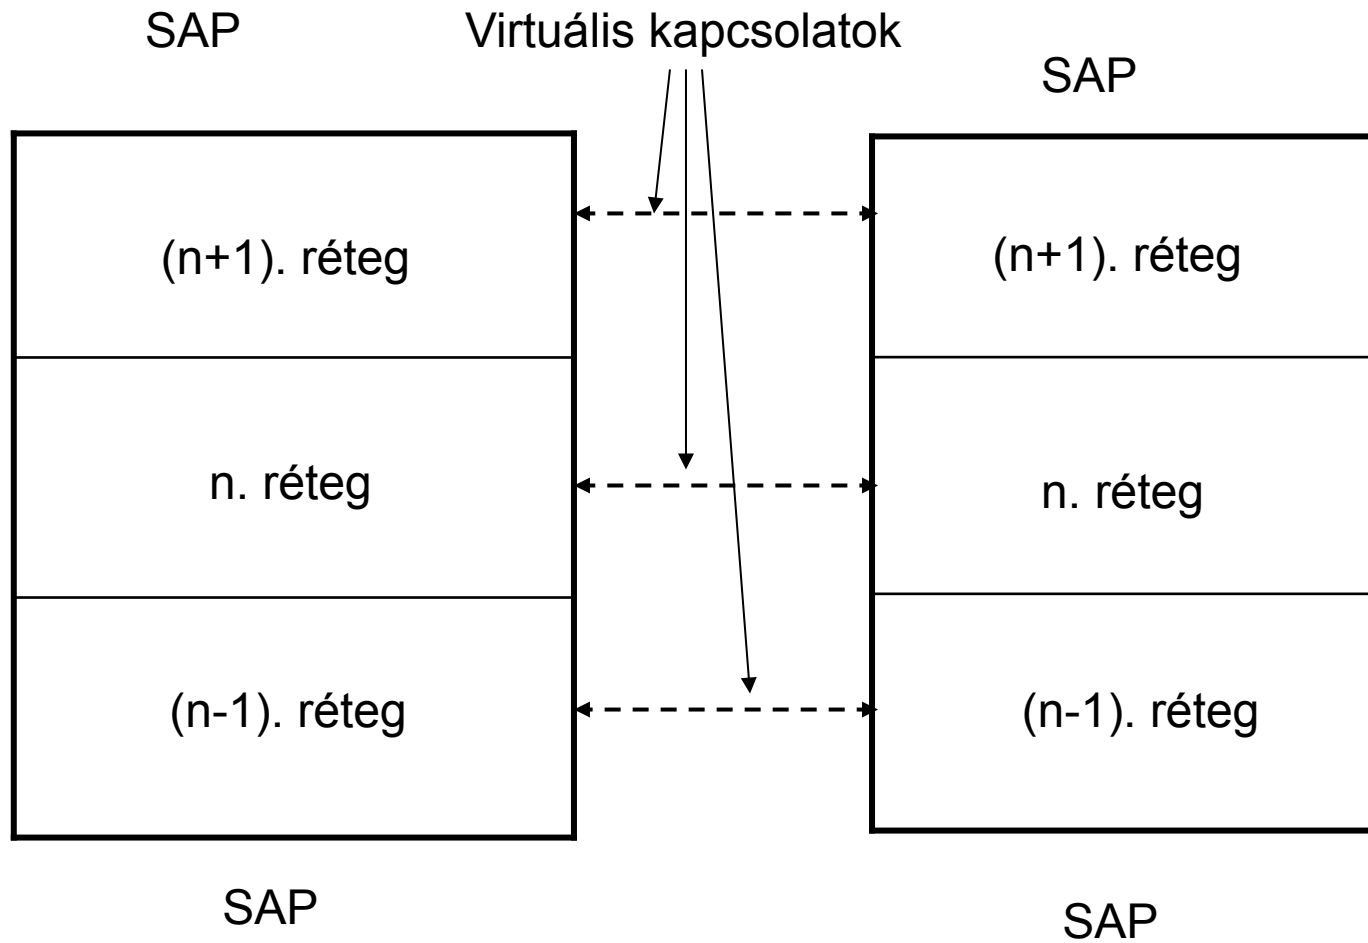 SAP
Virtuális kapcsolatok
SAP
(n+1). réteg
(n+1). réteg
n. réteg
n. réteg
(n-1). réteg
(n-1). réteg
SAP
SAP